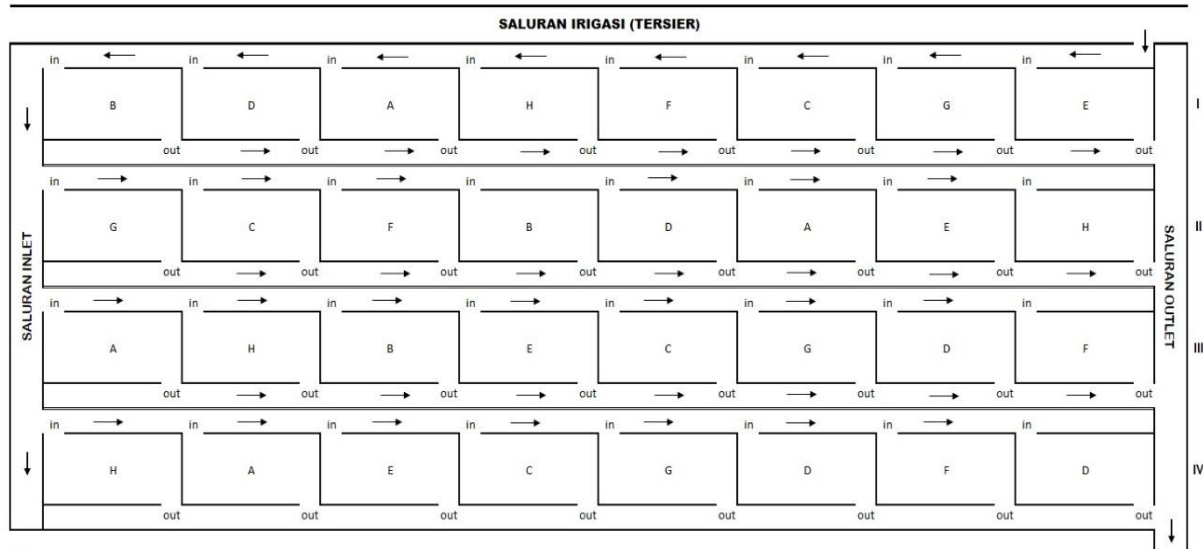 SALURAN IRIGASI (TERSIER)
in in in in in in in in
B D A H F C G E I
out out out out out out out out
in in in in in in in in
G C F B D A E H II
out out out out out out out out
in in in in in in in in
A H B E C G D F III
out out out out out out out out
in in in in in in in in
H A E C G D F D IV
out out out out out out out out
SALURAN INLET
SALURAN OUTLET